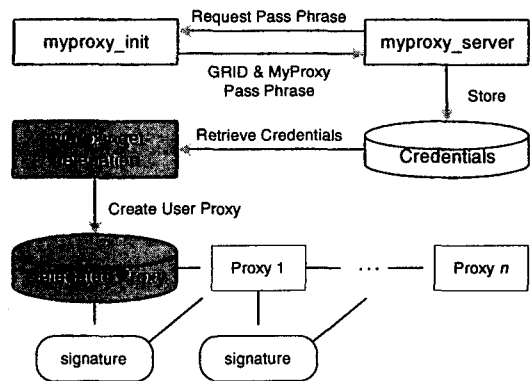 Request Pass Phrase
myproxy_init
myproxy_server
GRID & MyProxy
Pass Phrase
Store
Retrieve Credentials
Credentials
Create User Proxy
Proxy 1
...
Proxy n
signature
signature